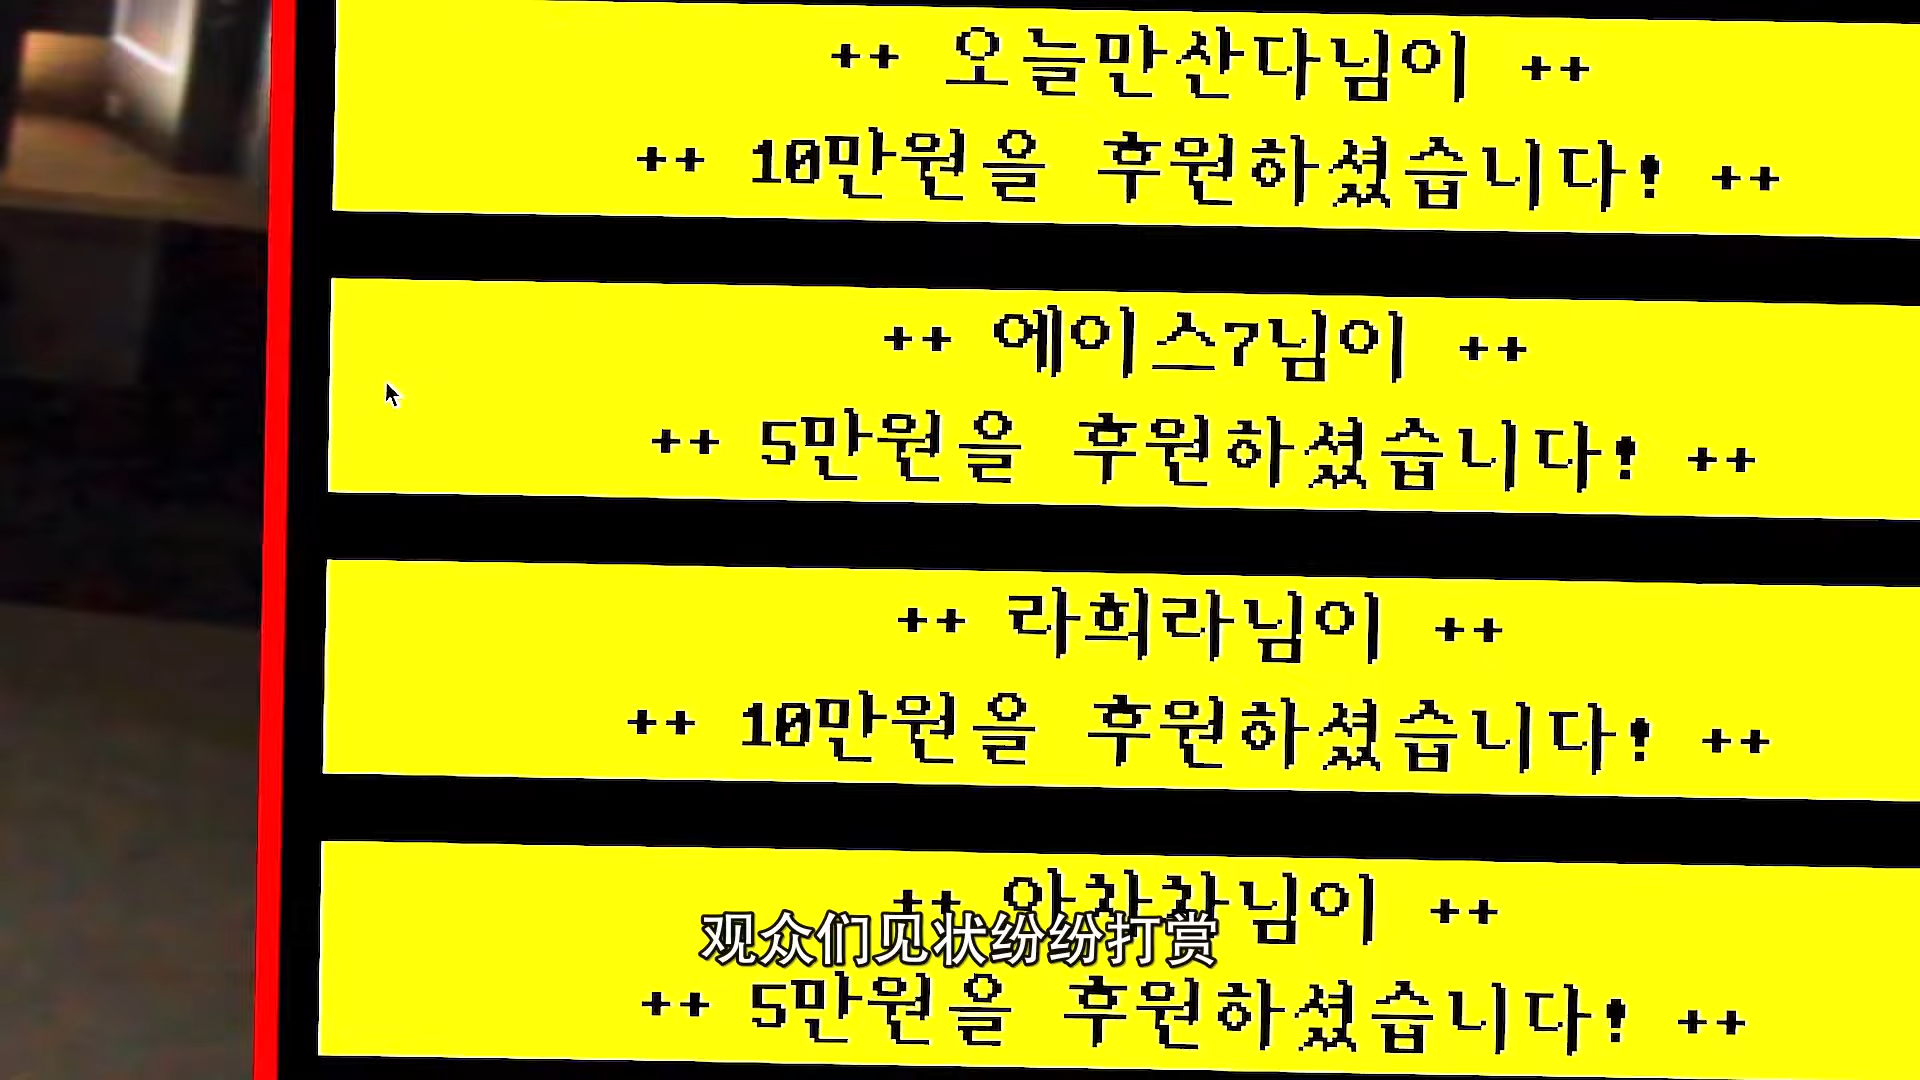 ++ 오늘만산다님이 ++
++ 10만원을 후원하셨습니다! ++
++ 에이스7님이 ++
++ 5만원을 후원하셨습니다! ++
++ 라희라님이 ++
++ 10만원을 후원하셨습니다! ++
++ 아차차님이 ++
观众们见状纷纷打赏
++ 5만원을 후원하셨습니다! ++